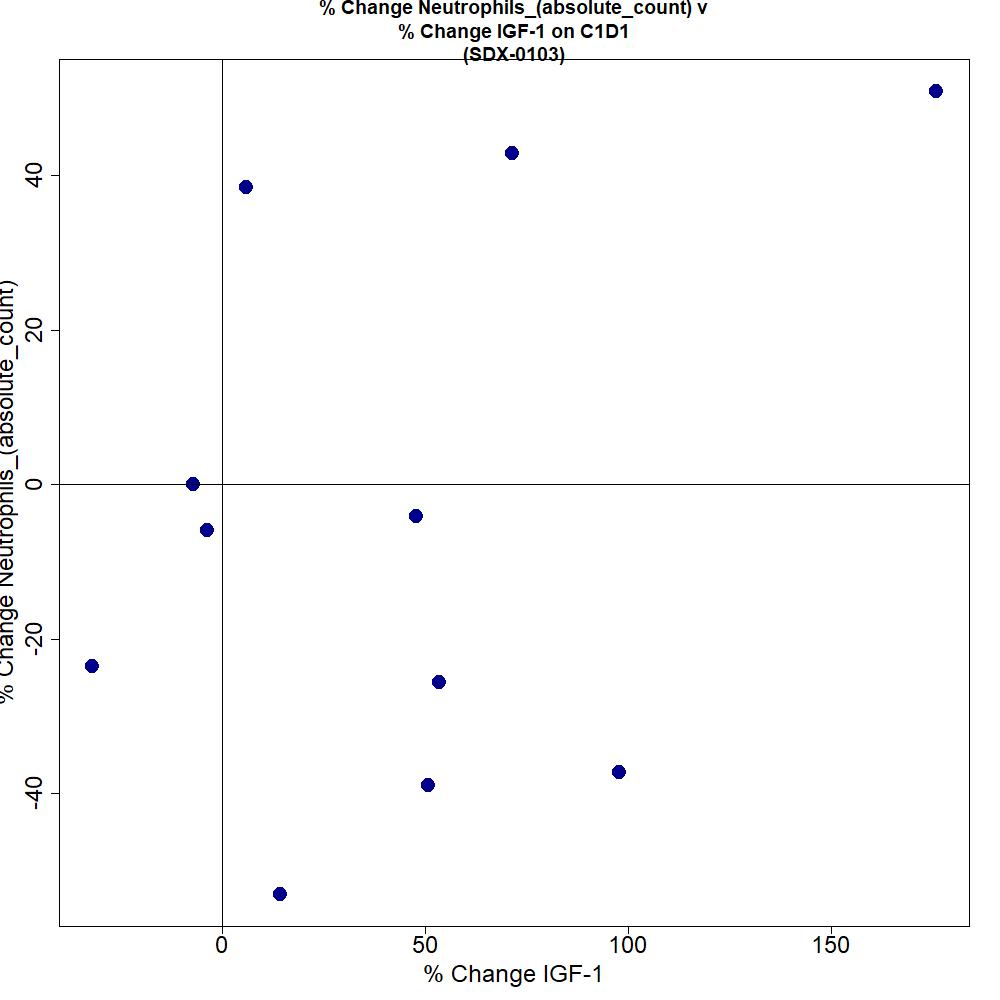 % Change Neutrophils_(absolute_count) v
% Change IGF-1 on C1D1
(SDX-0103)
% Change Neutrophils_(absolute_count)
40
20
0
-20
-40
0 50 100 150
% Change IGF-1